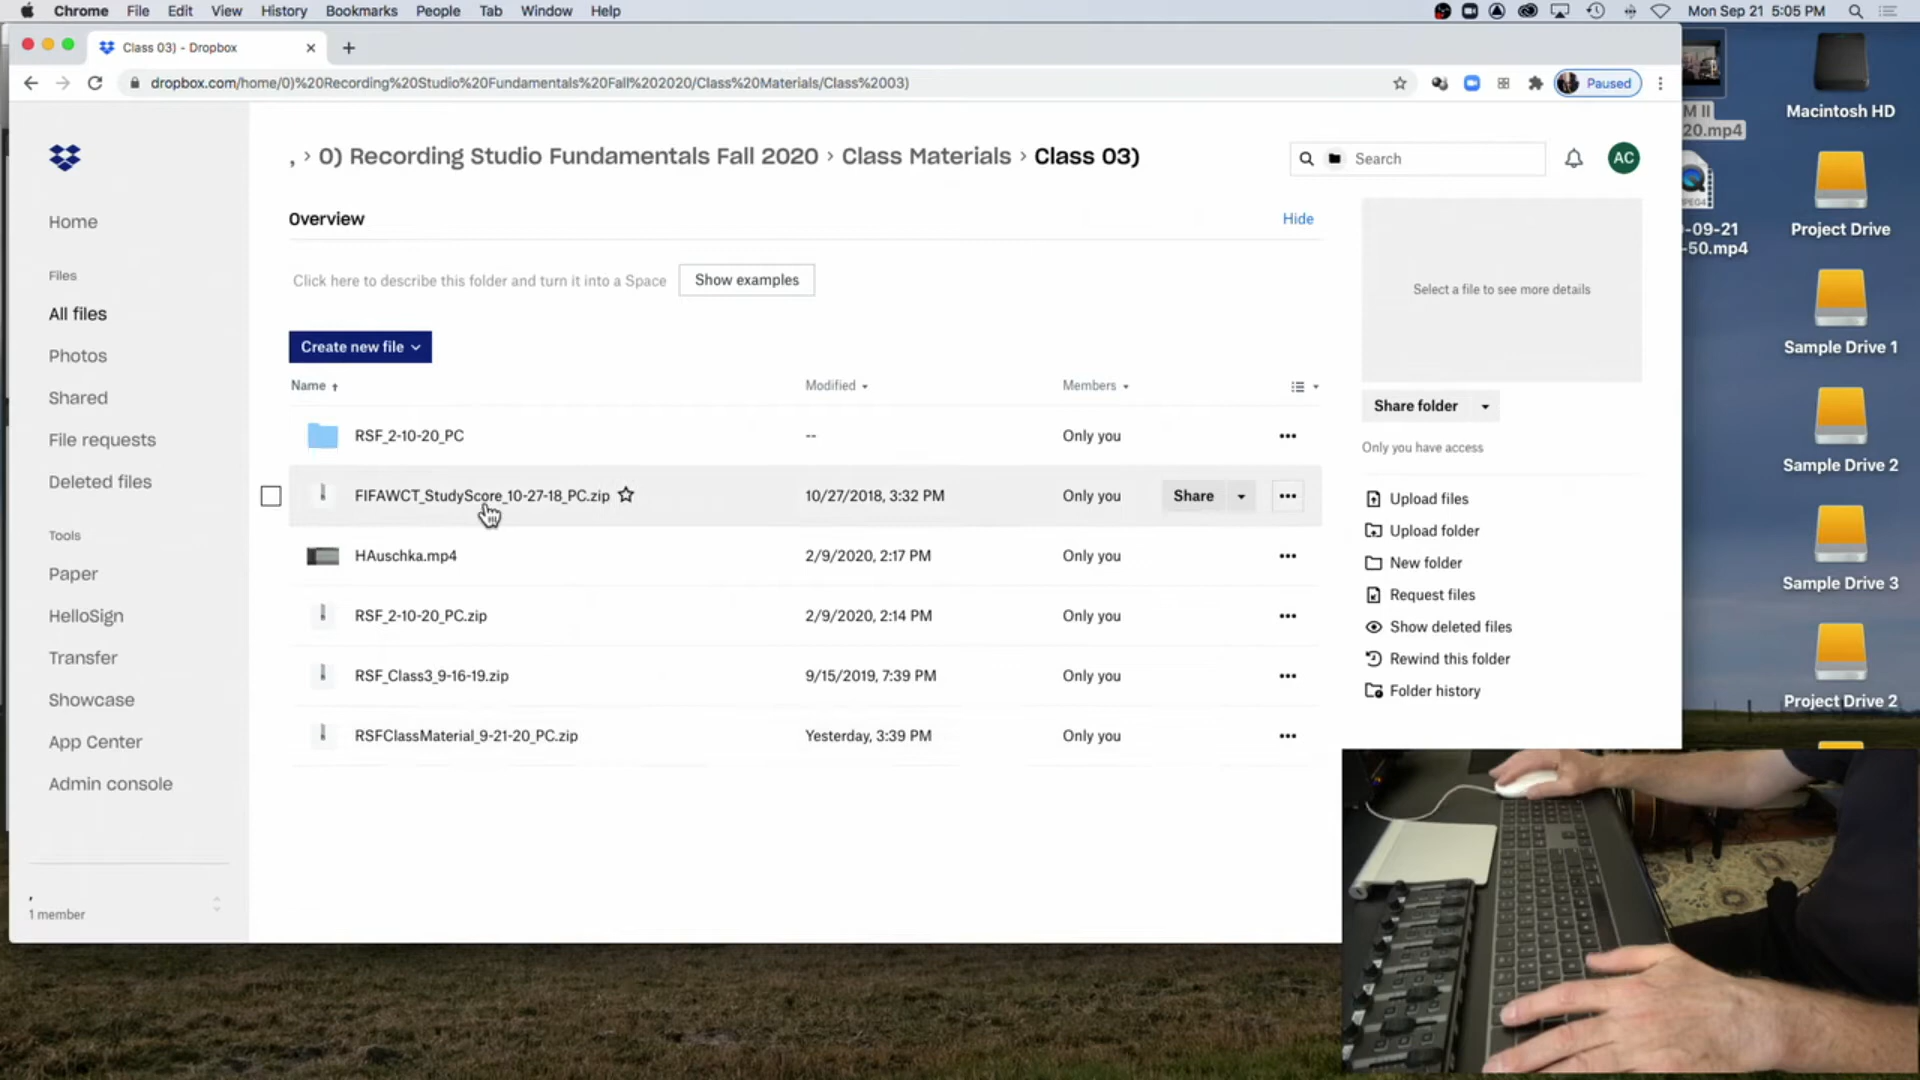 Chrome File Edit View History Bookmarks People Tab Window Help
Mon Sep 21 5:05 PM
Class 03) - Dropbox
dropbox.com/home/0)%20Recording%20Studio%20Fundamentals%20Fall%202020/Class%20Materials/Class%2003)
Paused
, › 0) Recording Studio Fundamentals Fall 2020 › Class Materials › Class 03)
Search
AC
Overview
Hide
Click here to describe this folder and turn it into a Space
Show examples
Create new file
Name
Modified
Members
RSF_2-10-20_PC
--
Only you
FIFAWCT_StudyScore_10-27-18_PC.zip
10/27/2018, 3:32 PM
Only you
Share
HAuschka.mp4
2/9/2020, 2:17 PM
Only you
RSF_2-10-20_PC.zip
2/9/2020, 2:14 PM
Only you
RSF_Class3_9-16-19.zip
9/15/2019, 7:39 PM
Only you
RSFClassMaterial_9-21-20_PC.zip
Yesterday, 3:39 PM
Only you
Home
Files
All files
Photos
Shared
File requests
Deleted files
Tools
Paper
HelloSign
Transfer
Showcase
App Center
Admin console
,
1 member
Select a file to see more details
Share folder
Only you have access
Upload files
Upload folder
New folder
Request files
Show deleted files
Rewind this folder
Folder history
M II
20.mp4
-09-21
-50.mp4
Macintosh HD
Project Drive
Sample Drive 1
Sample Drive 2
Sample Drive 3
Project Drive 2